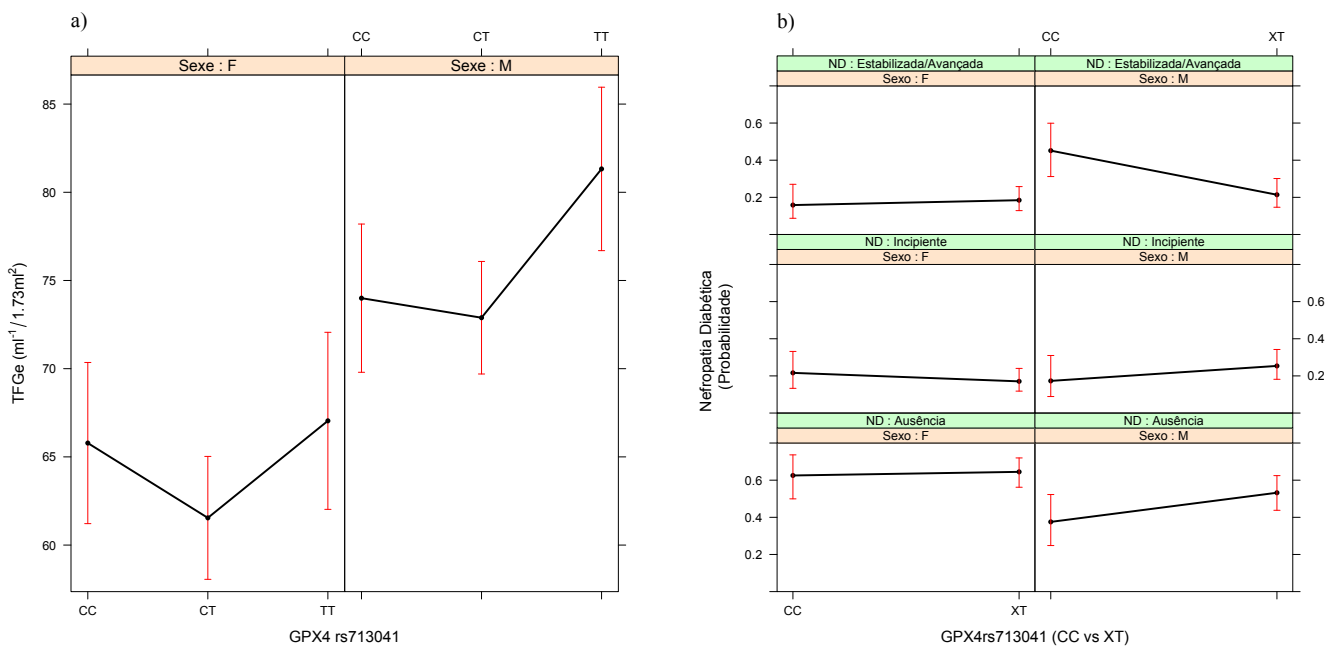 a)
CC CT TT
Sexe : F Sexe : M
85
80
75
70
65
60
TFGe (ml⁻¹ / 1.73ml²)
CC CT TT
GPX4 rs713041
b)
CC XT
ND : Estabilizada/Avançada ND : Estabilizada/Avançada
Sexo : F Sexo : M
0.6
0.4
0.2
ND : Incipiente ND : Incipiente
Sexo : F Sexo : M
0.6
0.4
0.2
ND : Ausência ND : Ausência
Sexo : F Sexo : M
0.6
0.4
0.2
Nefropatia Diabética
(Probabilidade)
CC XT
GPX4rs713041 (CC vs XT)